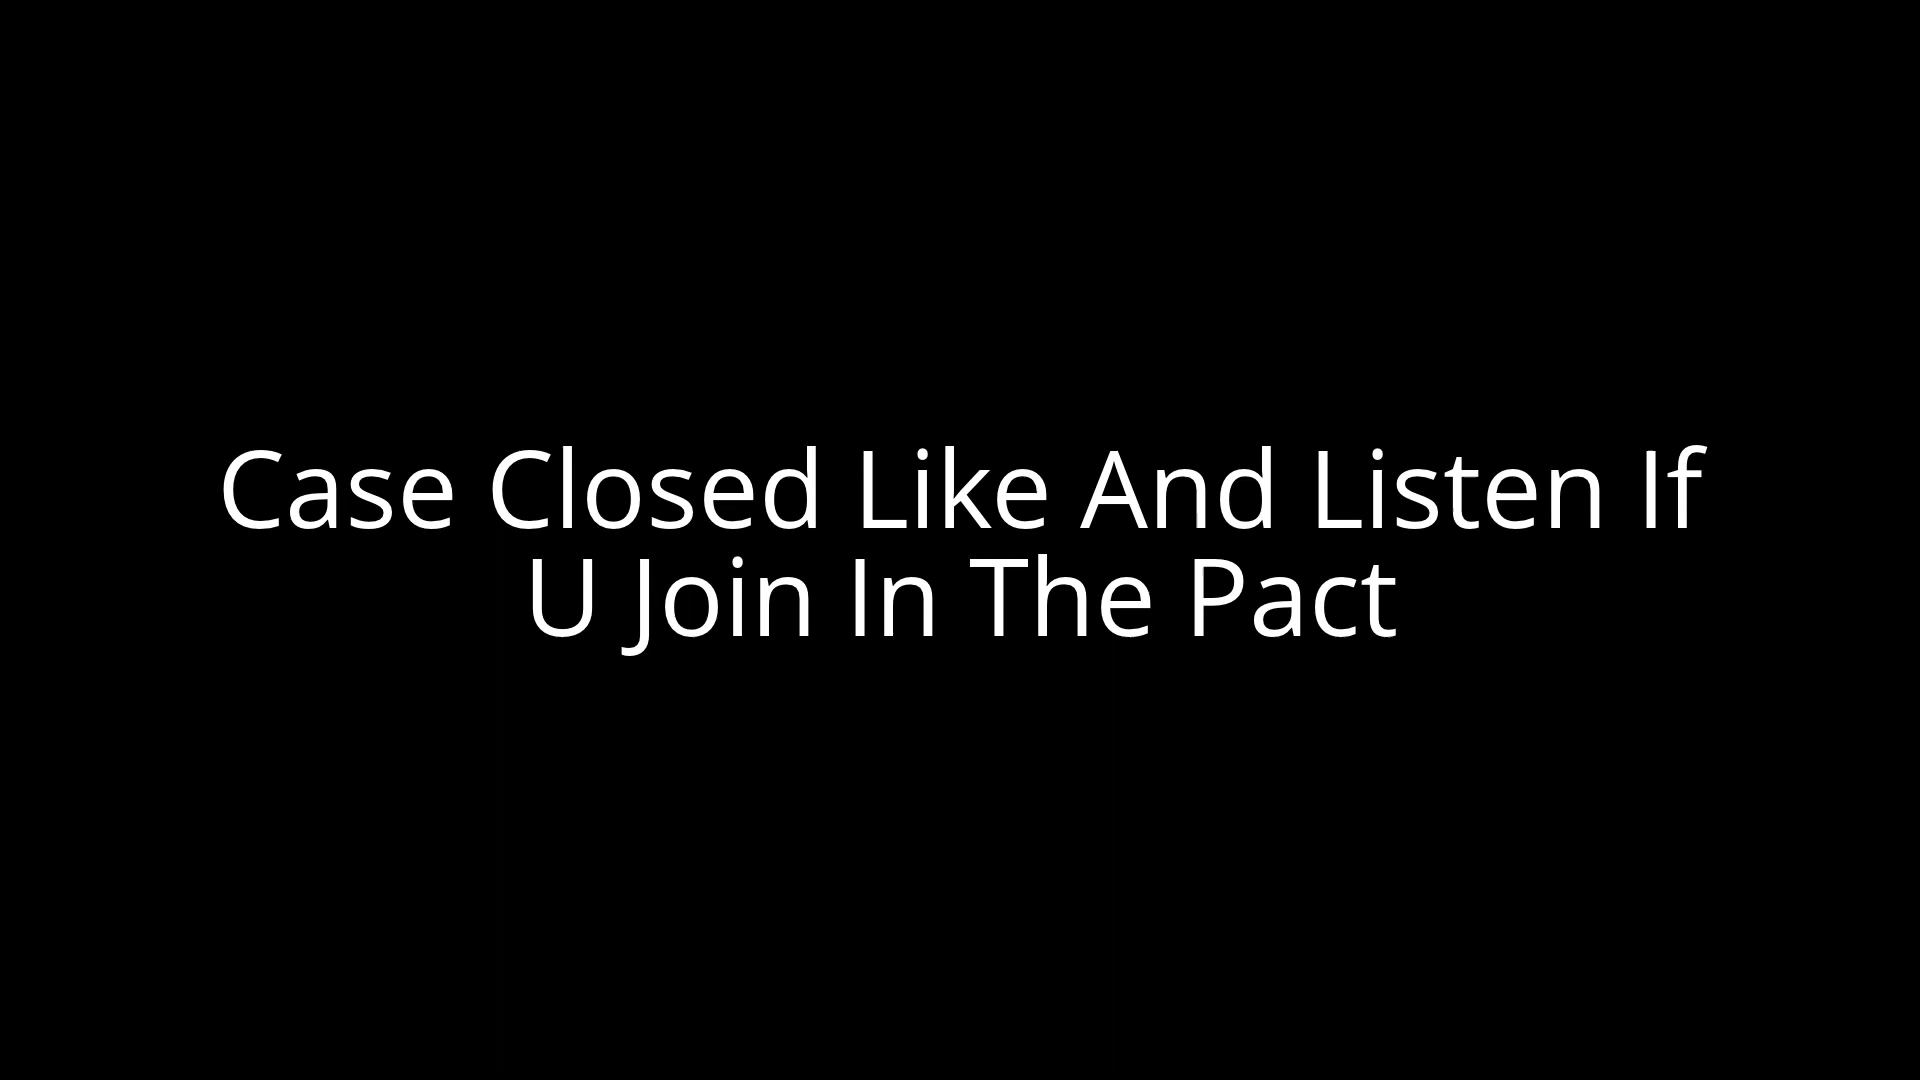 Case Closed Like And Listen If
U Join In The Pact